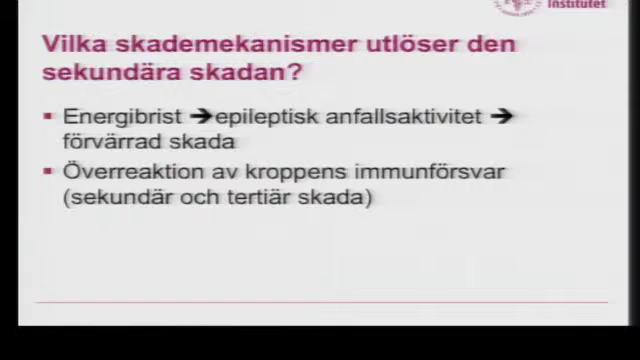 Institutet
Vilka skademekanismer utlöser den
sekundära skadan?
▪ Energibrist ➔epileptisk anfallsaktivitet ➔
förvärrad skada
▪ Överreaktion av kroppens immunförsvar
(sekundär och tertiär skada)